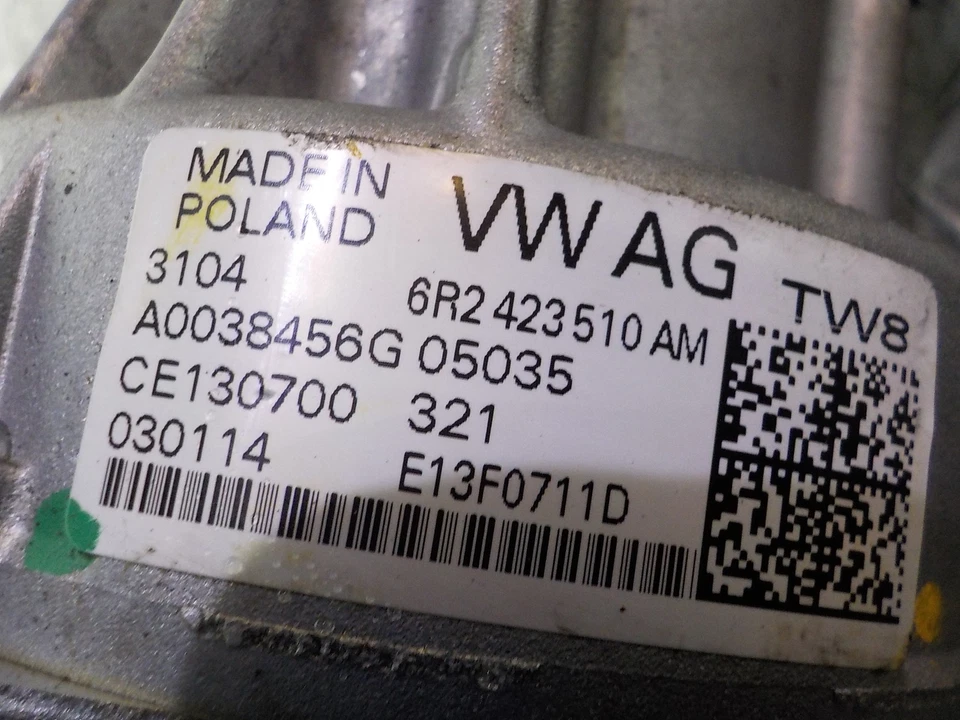 MADE IN
POLAND
VW AG
TW8
3104
6R2 423 510 AM
A0038456G 05035
CE130700 321
030114
E13F0711D